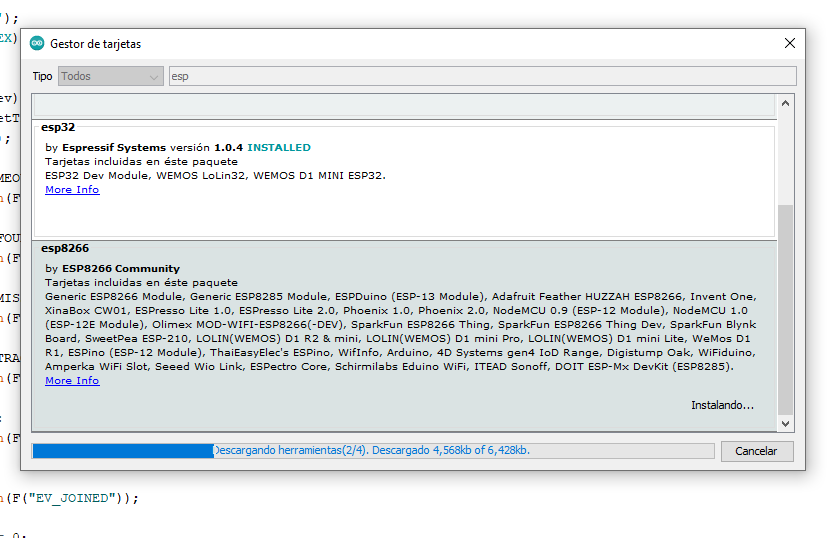 ');
EX)
Gestor de tarjetas
Tipo Todos esp
ev)
etT
);
esp32
by Espressif Systems versión 1.0.4 INSTALLED
Tarjetas incluidas en éste paquete
ESP32 Dev Module, WEMOS LoLin32, WEMOS D1 MINI ESP32.
More Info
MEO
n(F
FOU
n(F
MIS
n(F
TRA
n(F
;
n(F
esp8266
by ESP8266 Community
Tarjetas incluidas en éste paquete
Generic ESP8266 Module, Generic ESP8285 Module, ESPDuino (ESP-13 Module), Adafruit Feather HUZZAH ESP8266, Invent One,
XinaBox CW01, ESPresso Lite 1.0, ESPresso Lite 2.0, Phoenix 1.0, Phoenix 2.0, NodeMCU 0.9 (ESP-12 Module), NodeMCU 1.0
(ESP-12E Module), Olimex MOD-WIFI-ESP8266(-DEV), SparkFun ESP8266 Thing, SparkFun ESP8266 Thing Dev, SparkFun Blynk
Board, SweetPea ESP-210, LOLIN(WEMOS) D1 R2 & mini, LOLIN(WEMOS) D1 mini Pro, LOLIN(WEMOS) D1 mini Lite, WeMos D1
R1, ESPino (ESP-12 Module), ThaiEasyElec's ESPino, WifInfo, Arduino, 4D Systems gen4 IoD Range, Digistump Oak, WiFiduino,
Amperka WiFi Slot, Seeed Wio Link, ESPectro Core, Schirmilabs Eduino WiFi, ITEAD Sonoff, DOIT ESP-Mx DevKit (ESP8285).
More Info
Instalando...
Descargando herramientas(2/4). Descargado 4,568kb of 6,428kb.
Cancelar
n(F("EV_JOINED"));